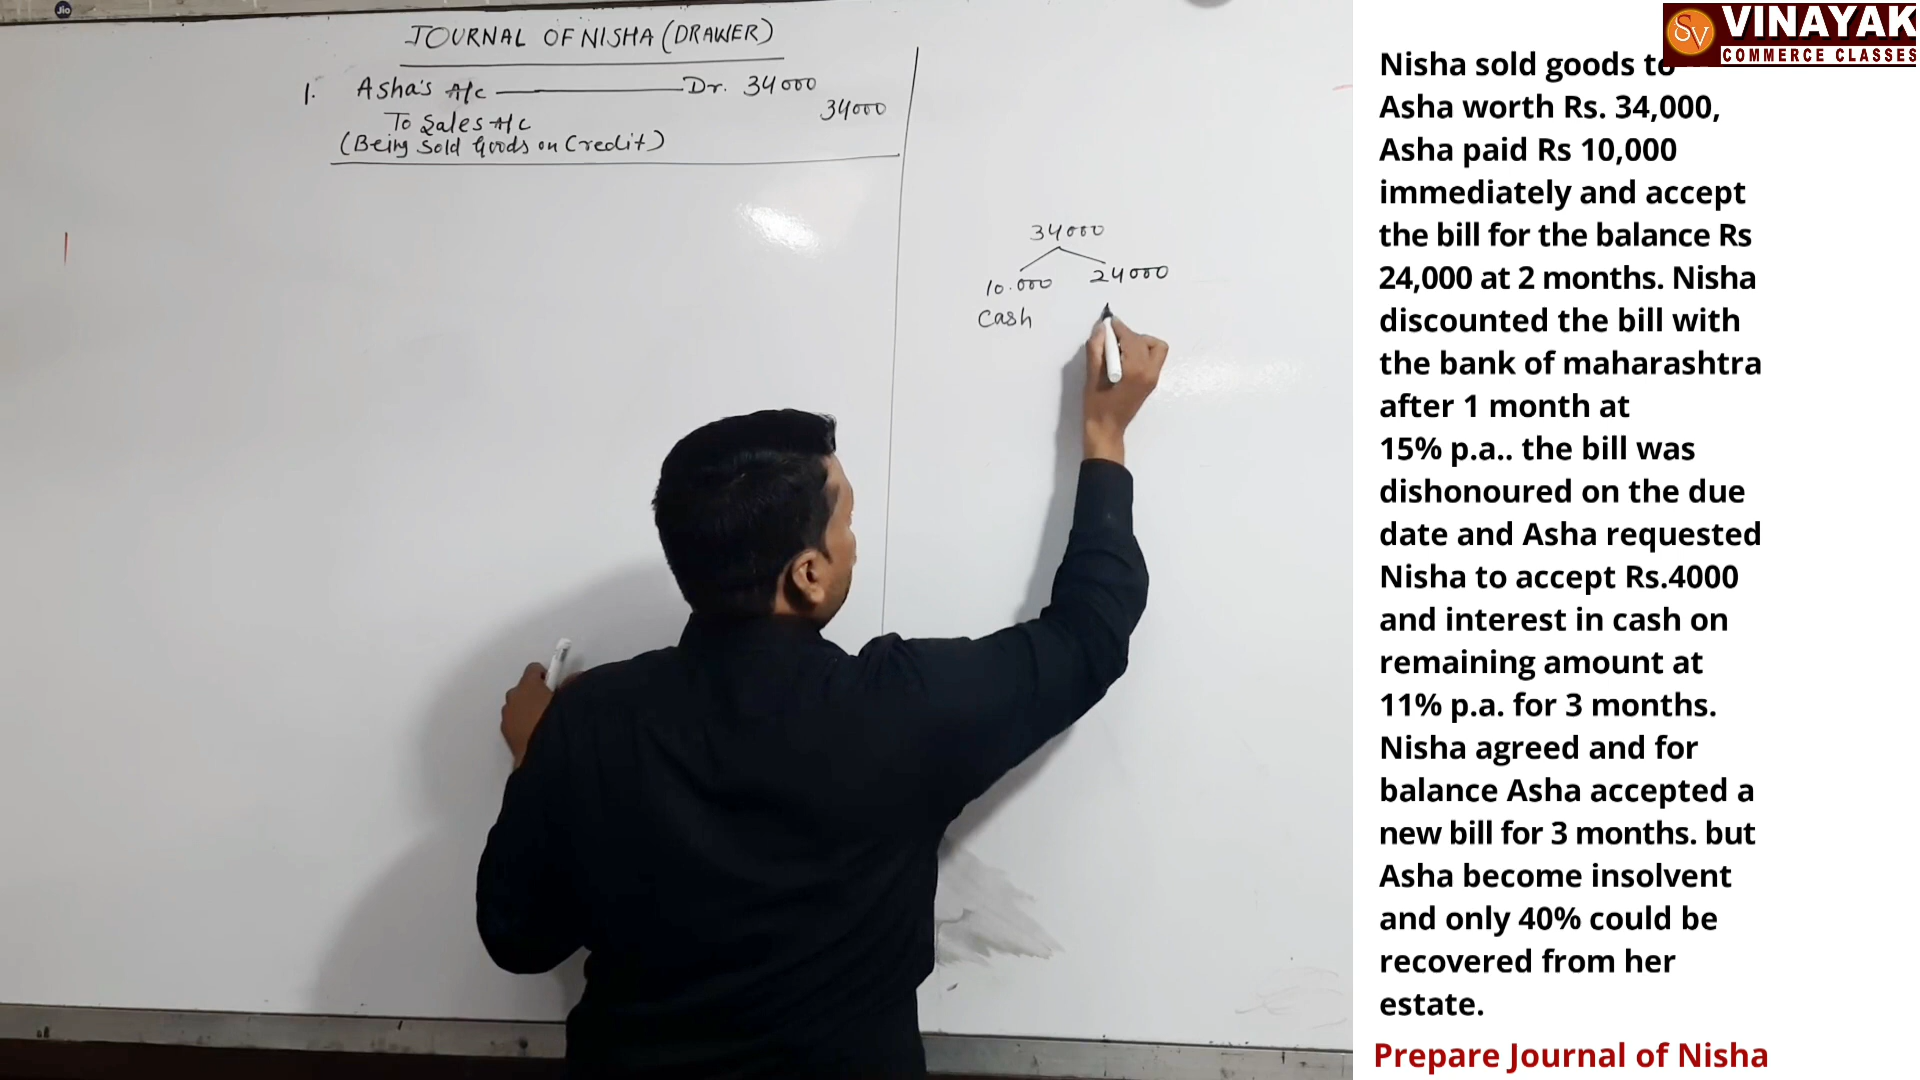 Jio
JOURNAL OF NISHA (DRAWER)
1. Asha's A/c ———— Dr. 34000
34000
To Sales A/c
(Being Sold Goods on Credit)
34000
10.000 24000
Cash
SV VINAYAK
COMMERCE CLASSES
Nisha sold goods to
Asha worth Rs. 34,000,
Asha paid Rs 10,000
immediately and accept
the bill for the balance Rs
24,000 at 2 months. Nisha
discounted the bill with
the bank of maharashtra
after 1 month at
15% p.a.. the bill was
dishonoured on the due
date and Asha requested
Nisha to accept Rs.4000
and interest in cash on
remaining amount at
11% p.a. for 3 months.
Nisha agreed and for
balance Asha accepted a
new bill for 3 months. but
Asha become insolvent
and only 40% could be
recovered from her
estate.
Prepare Journal of Nisha